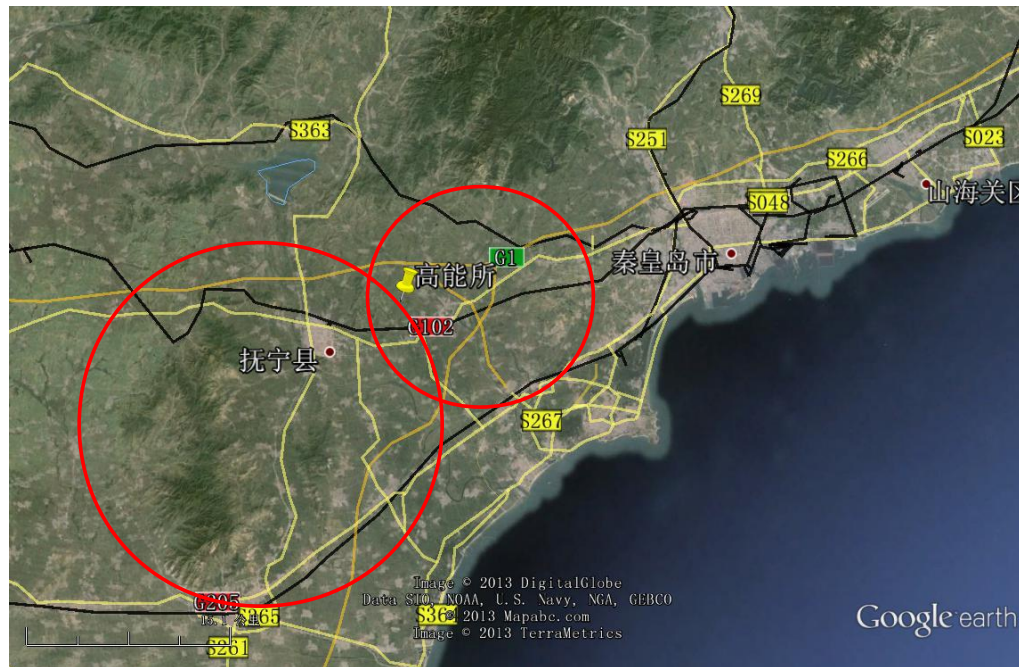 S269
S363
S251
S023
S266
山海关区
S048
秦皇岛市
G1
高能所
G102
抚宁县
S267
Image © 2013 DigitalGlobe
Data SIO, NOAA, U.S. Navy, NGA, GEBCO
©2013 Mapabc.com
Image © 2013 TerraMetrics
G205
S365
Google earth
S261